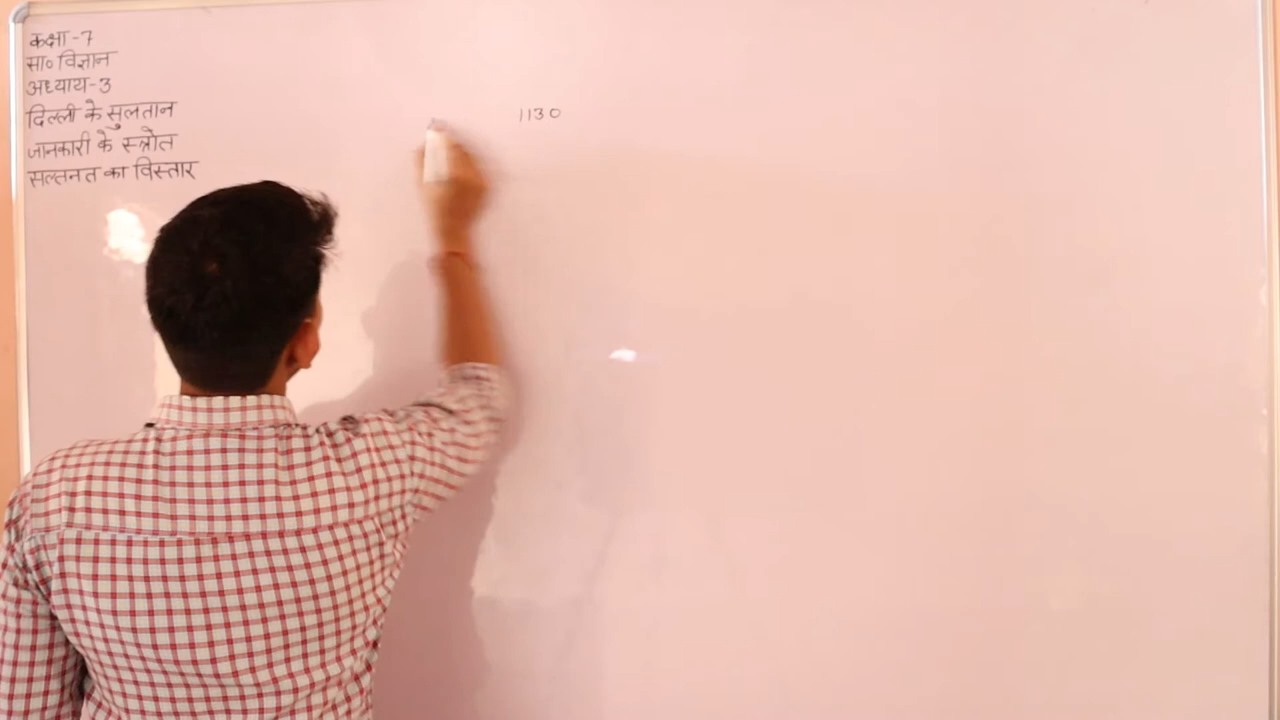 कक्षा-7
सा० विज्ञान
अध्याय-3
दिल्ली के सुलतान
जानकारी के स्त्रोत
सल्तनत का विस्तार
1130